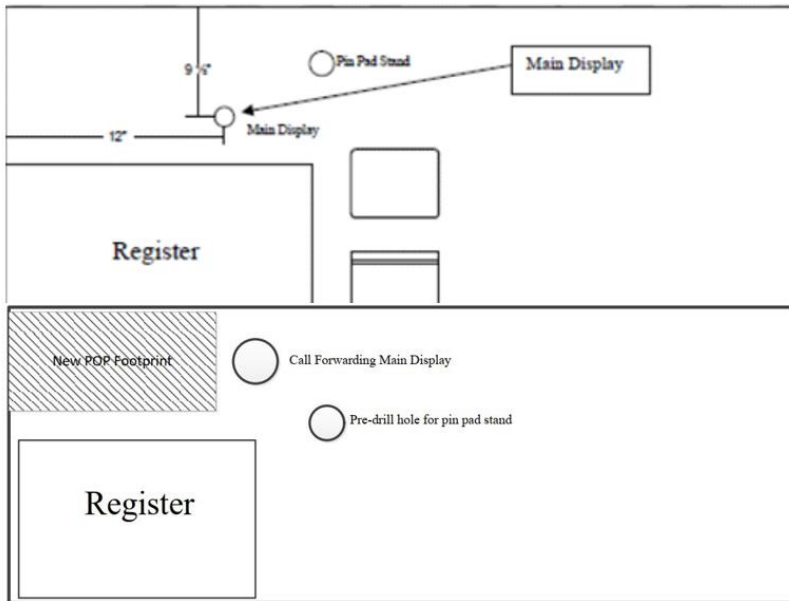 9 ½"
Pin Pad Stand
Main Display
Main Display
12"
Register
New POP Footprint
Call Forwarding Main Display
Pre-drill hole for pin pad stand
Register